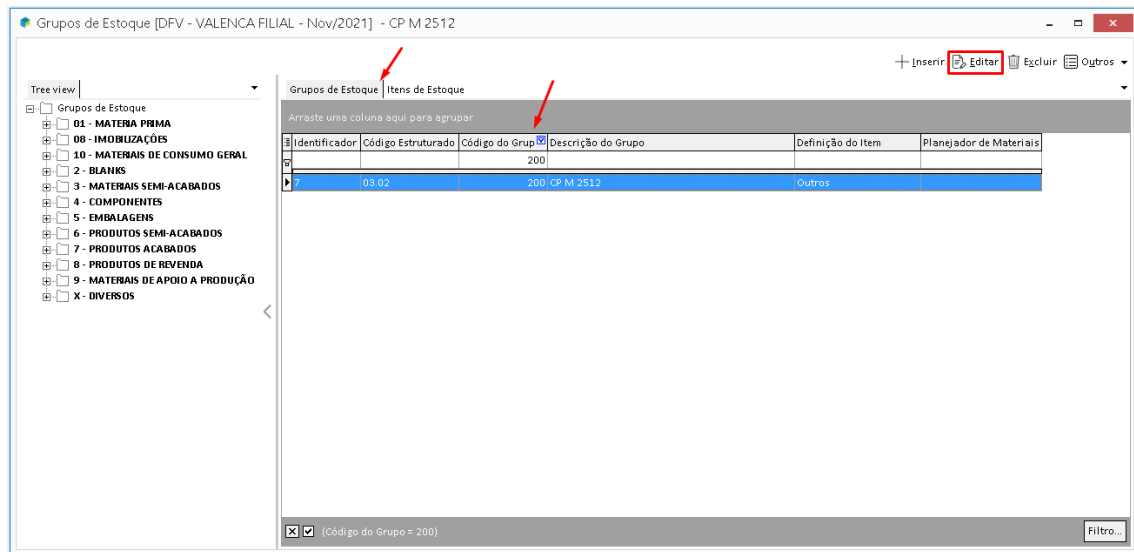 Grupos de Estoque [DFV - VALENCA FILIAL - Nov/2021] - CP M 2512
Inserir Editar Excluir Outros
Tree view
Grupos de Estoque
01 - MATERIA PRIMA
08 - IMOBILIZAÇÔES
10 - MATERIAIS DE CONSUMO GERAL
2 - BLANKS
3 - MATERIAIS SEMI-ACABADOS
4 - COMPONENTES
5 - EMBALAGENS
6 - PRODUTOS SEMI-ACABADOS
7 - PRODUTOS ACABADOS
8 - PRODUTOS DE REVENDA
9 - MATERIAIS DE APOIO A PRODUÇÃO
X - DIVERSOS
Grupos de Estoque Itens de Estoque
Arraste uma coluna aqui para agrupar
Identificador Código Estruturado Código do Grup Descrição do Grupo Definição do Item Planejador de Materiais
200
7 03.02 200 CP M 2512 Outros
(Código do Grupo = 200) Filtro...